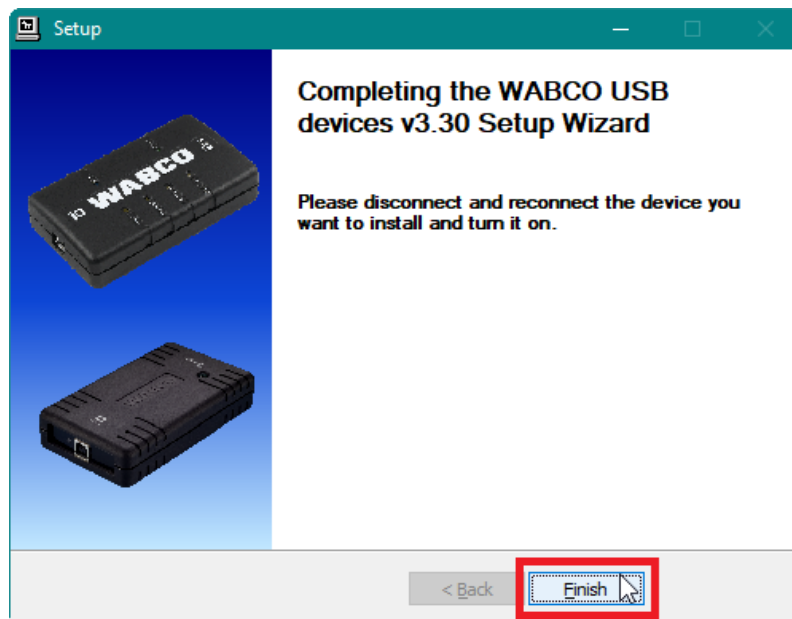 Setup
Completing the WABCO USB
devices v3.30 Setup Wizard
WABCO
Please disconnect and reconnect the device you
want to install and turn it on.
< Back
Finish